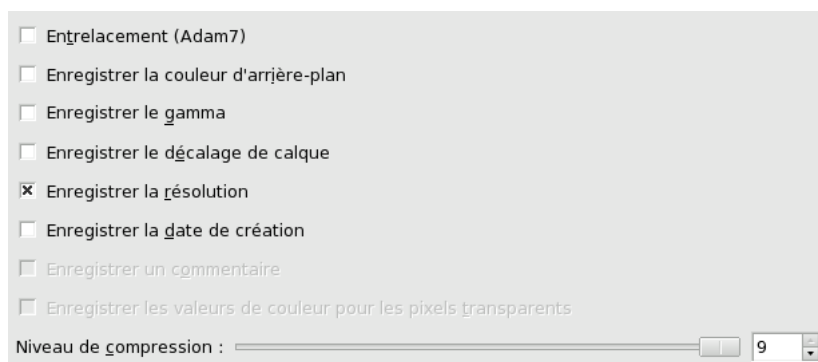 Entrelacement (Adam7)
Enregistrer la couleur d'arrière-plan
Enregistrer le gamma
Enregistrer le décalage de calque
Enregistrer la résolution
Enregistrer la date de création
Enregistrer un commentaire
Enregistrer les valeurs de couleur pour les pixels transparents
Niveau de compression : 9